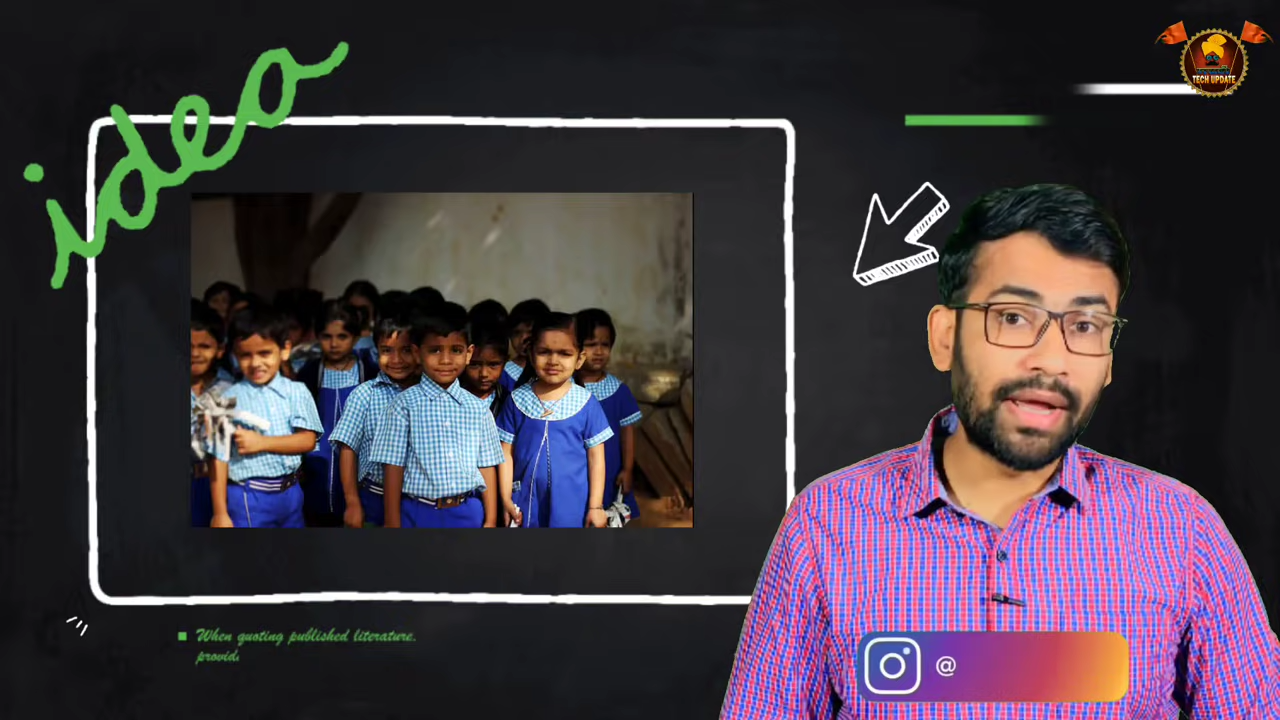 idea
TECH UPDATE
When quoting published literature.
provid
@